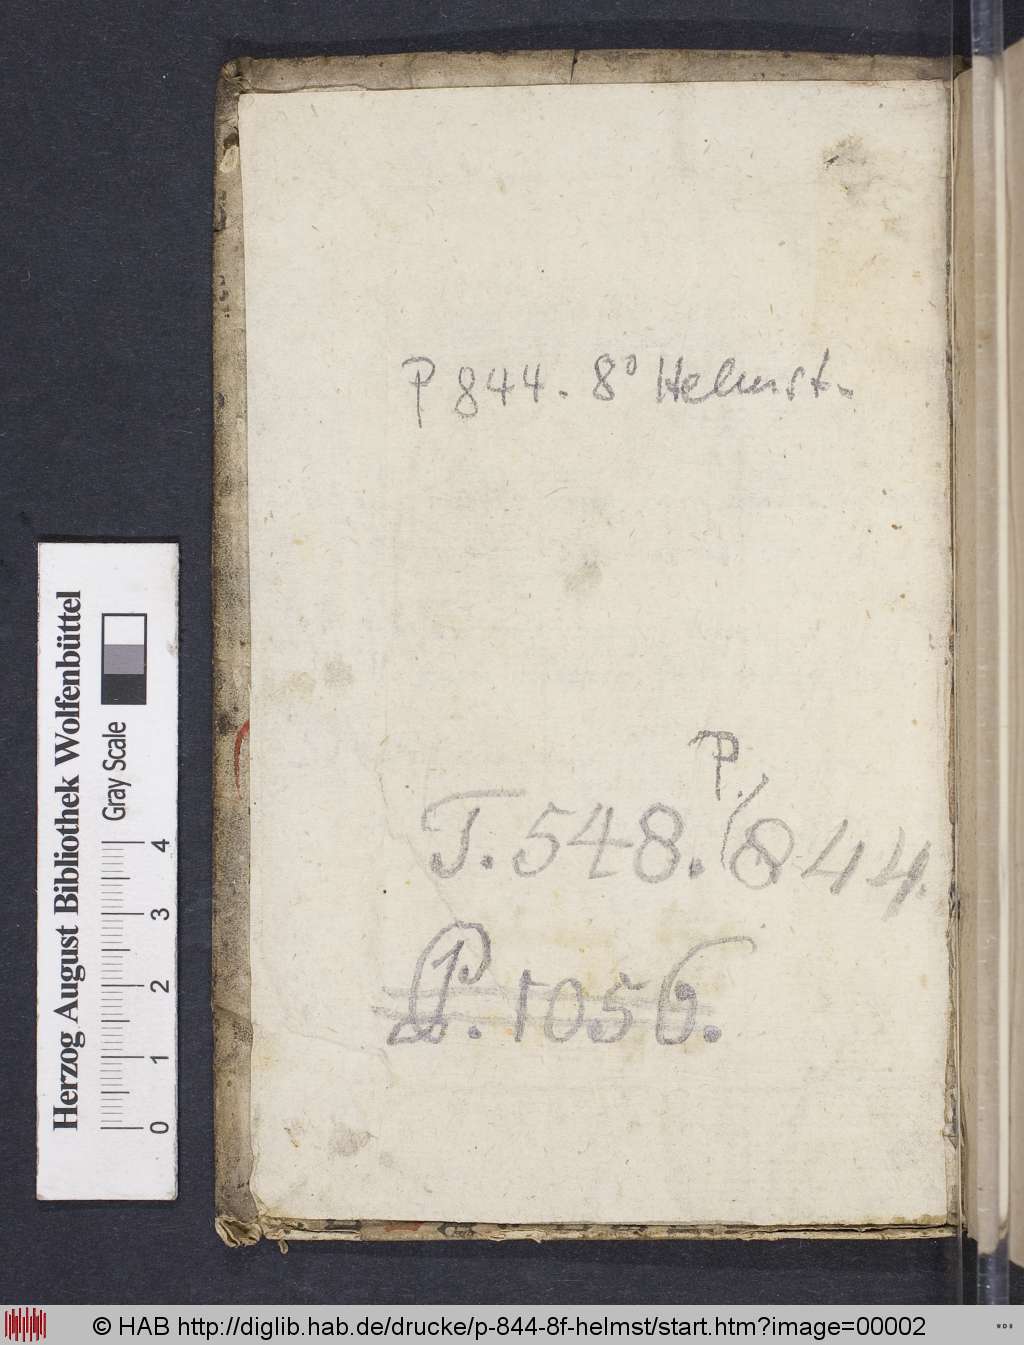 P 844. 8° Helmst.
P.
T. 548. / 844.
P. 1056.
Herzog August Bibliothek Wolfenbüttel
Gray Scale
0 1 2 3 4
© HAB http://diglib.hab.de/drucke/p-844-8f-helmst/start.htm?image=00002